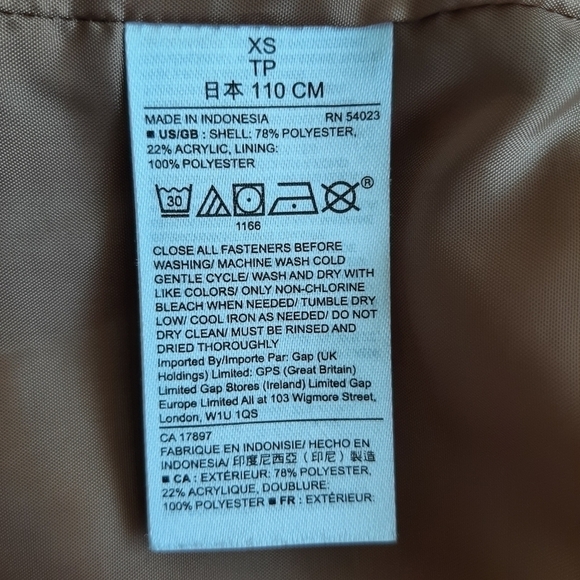 XS
TP
日本 110 CM
MADE IN INDONESIA RN 54023
■ US/GB : SHELL: 78% POLYESTER,
22% ACRYLIC, LINING:
100% POLYESTER
30
®
1166
CLOSE ALL FASTENERS BEFORE
WASHING/ MACHINE WASH COLD
GENTLE CYCLE/ WASH AND DRY WITH
LIKE COLORS/ ONLY NON-CHLORINE
BLEACH WHEN NEEDED/ TUMBLE DRY
LOW/ COOL IRON AS NEEDED/ DO NOT
DRY CLEAN/ MUST BE RINSED AND
DRIED THOROUGHLY
Imported By/Importe Par: Gap (UK
Holdings) Limited: GPS (Great Britain)
Limited Gap Stores (Ireland) Limited Gap
Europe Limited All at 103 Wigmore Street,
London, W1U 1QS
CA 17897
FABRIQUE EN INDONISIE/ HECHO EN
INDONESIA/ 印度尼西亞（印尼）製造
■ CA : EXTÉRIEUR: 78% POLYESTER,
22% ACRYLIQUE, DOUBLURE:
100% POLYESTER ■ FR : EXTÉRIEUR: